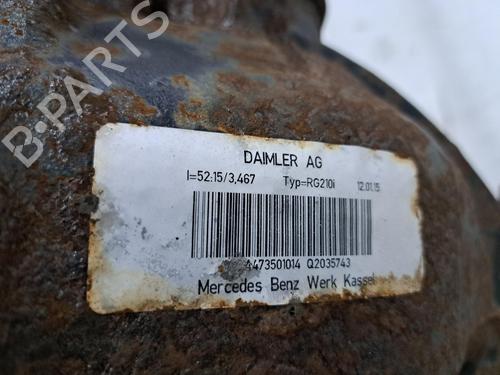 B-PARTS
DAIMLER AG
I=52:15/3,467 Typ=RG210i 12.01.15
4473501014 Q2035743
Mercedes Benz Werk Kassel